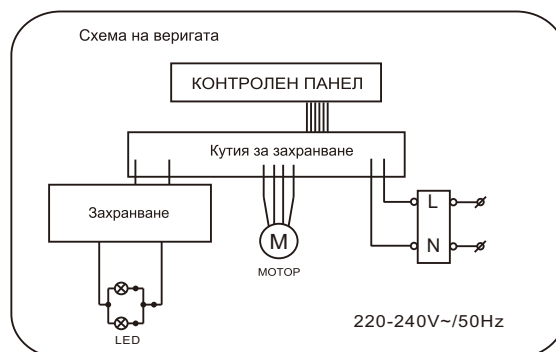 Схема на веригата
КОНТРОЛЕН ПАНЕЛ
Кутия за захранване
Захранване
L
M
N
МОТОР
LED
220-240V~/50Hz